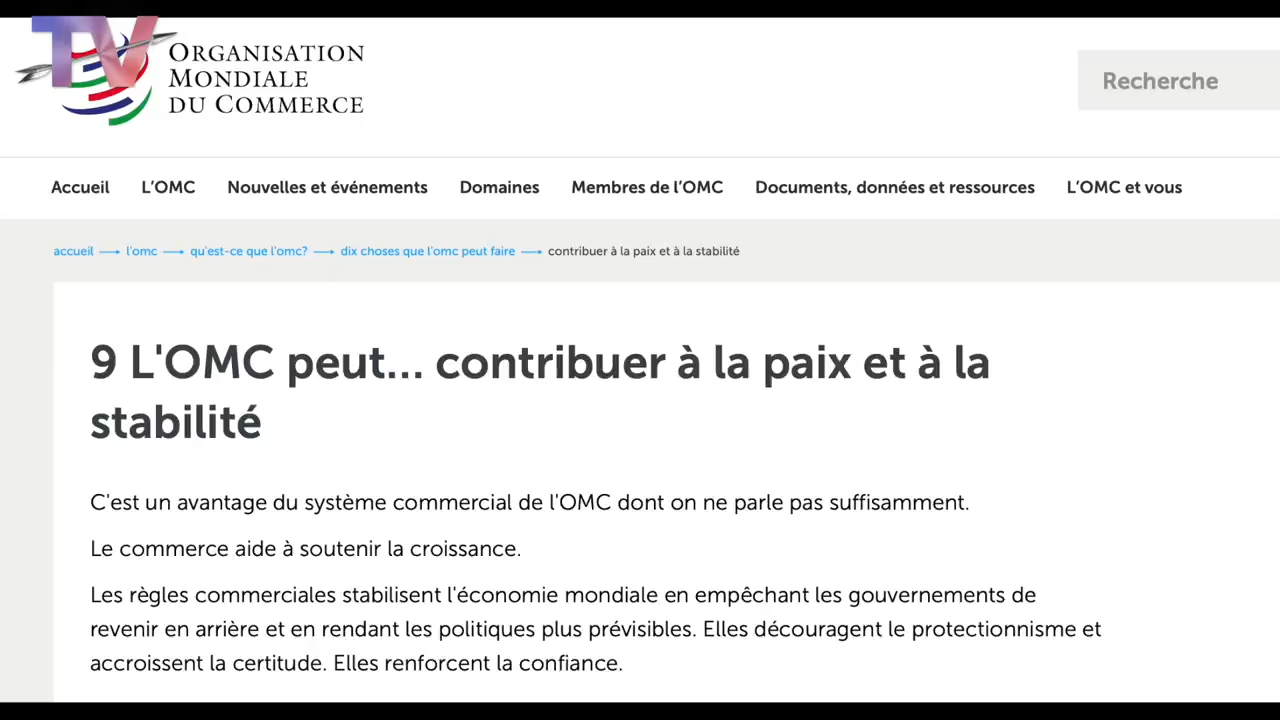 TV
ORGANISATION
MONDIALE
DU COMMERCE
Recherche
Accueil L'OMC Nouvelles et événements Domaines Membres de l'OMC Documents, données et ressources L'OMC et vous
accueil → l'omc → qu'est-ce que l'omc? → dix choses que l'omc peut faire → contribuer à la paix et à la stabilité
9 L'OMC peut... contribuer à la paix et à la
stabilité
C'est un avantage du système commercial de l'OMC dont on ne parle pas suffisamment.
Le commerce aide à soutenir la croissance.
Les règles commerciales stabilisent l'économie mondiale en empêchant les gouvernements de
revenir en arrière et en rendant les politiques plus prévisibles. Elles découragent le protectionnisme et
accroissent la certitude. Elles renforcent la confiance.